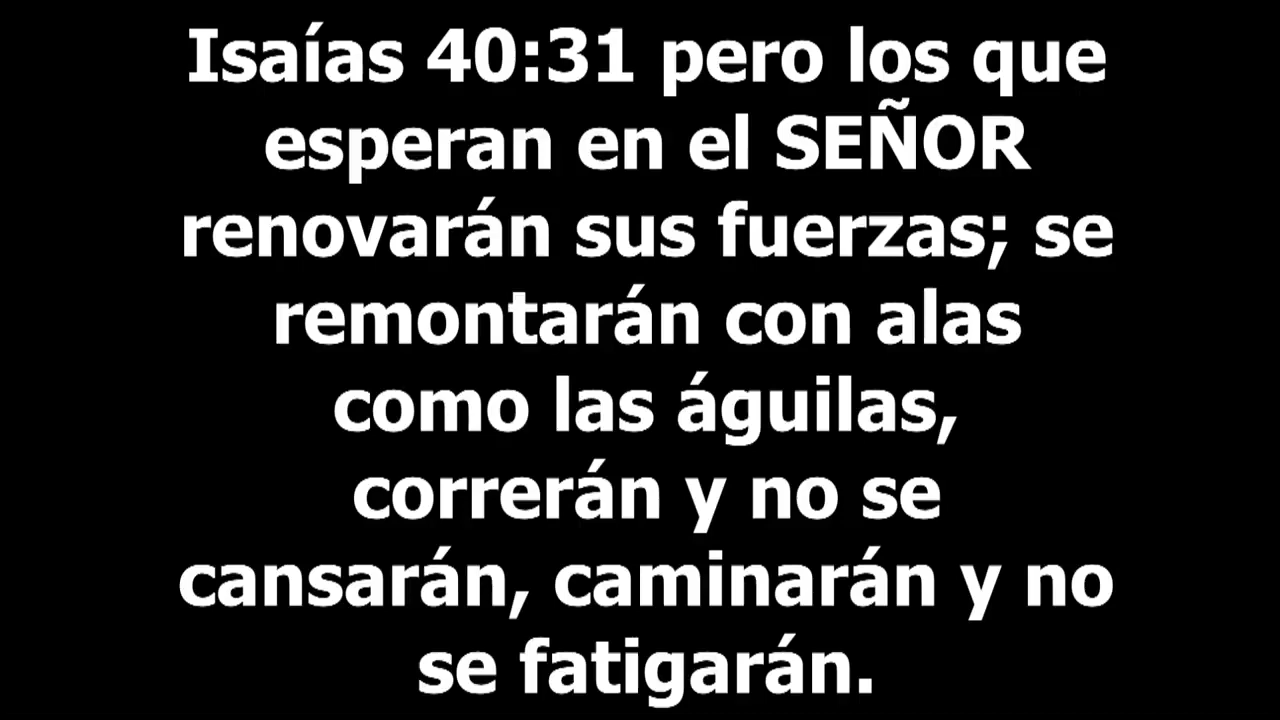 Isaías 40:31 pero los que
esperan en el SEÑOR
renovarán sus fuerzas; se
remontarán con alas
como las águilas,
correrán y no se
cansarán, caminarán y no
se fatigarán.